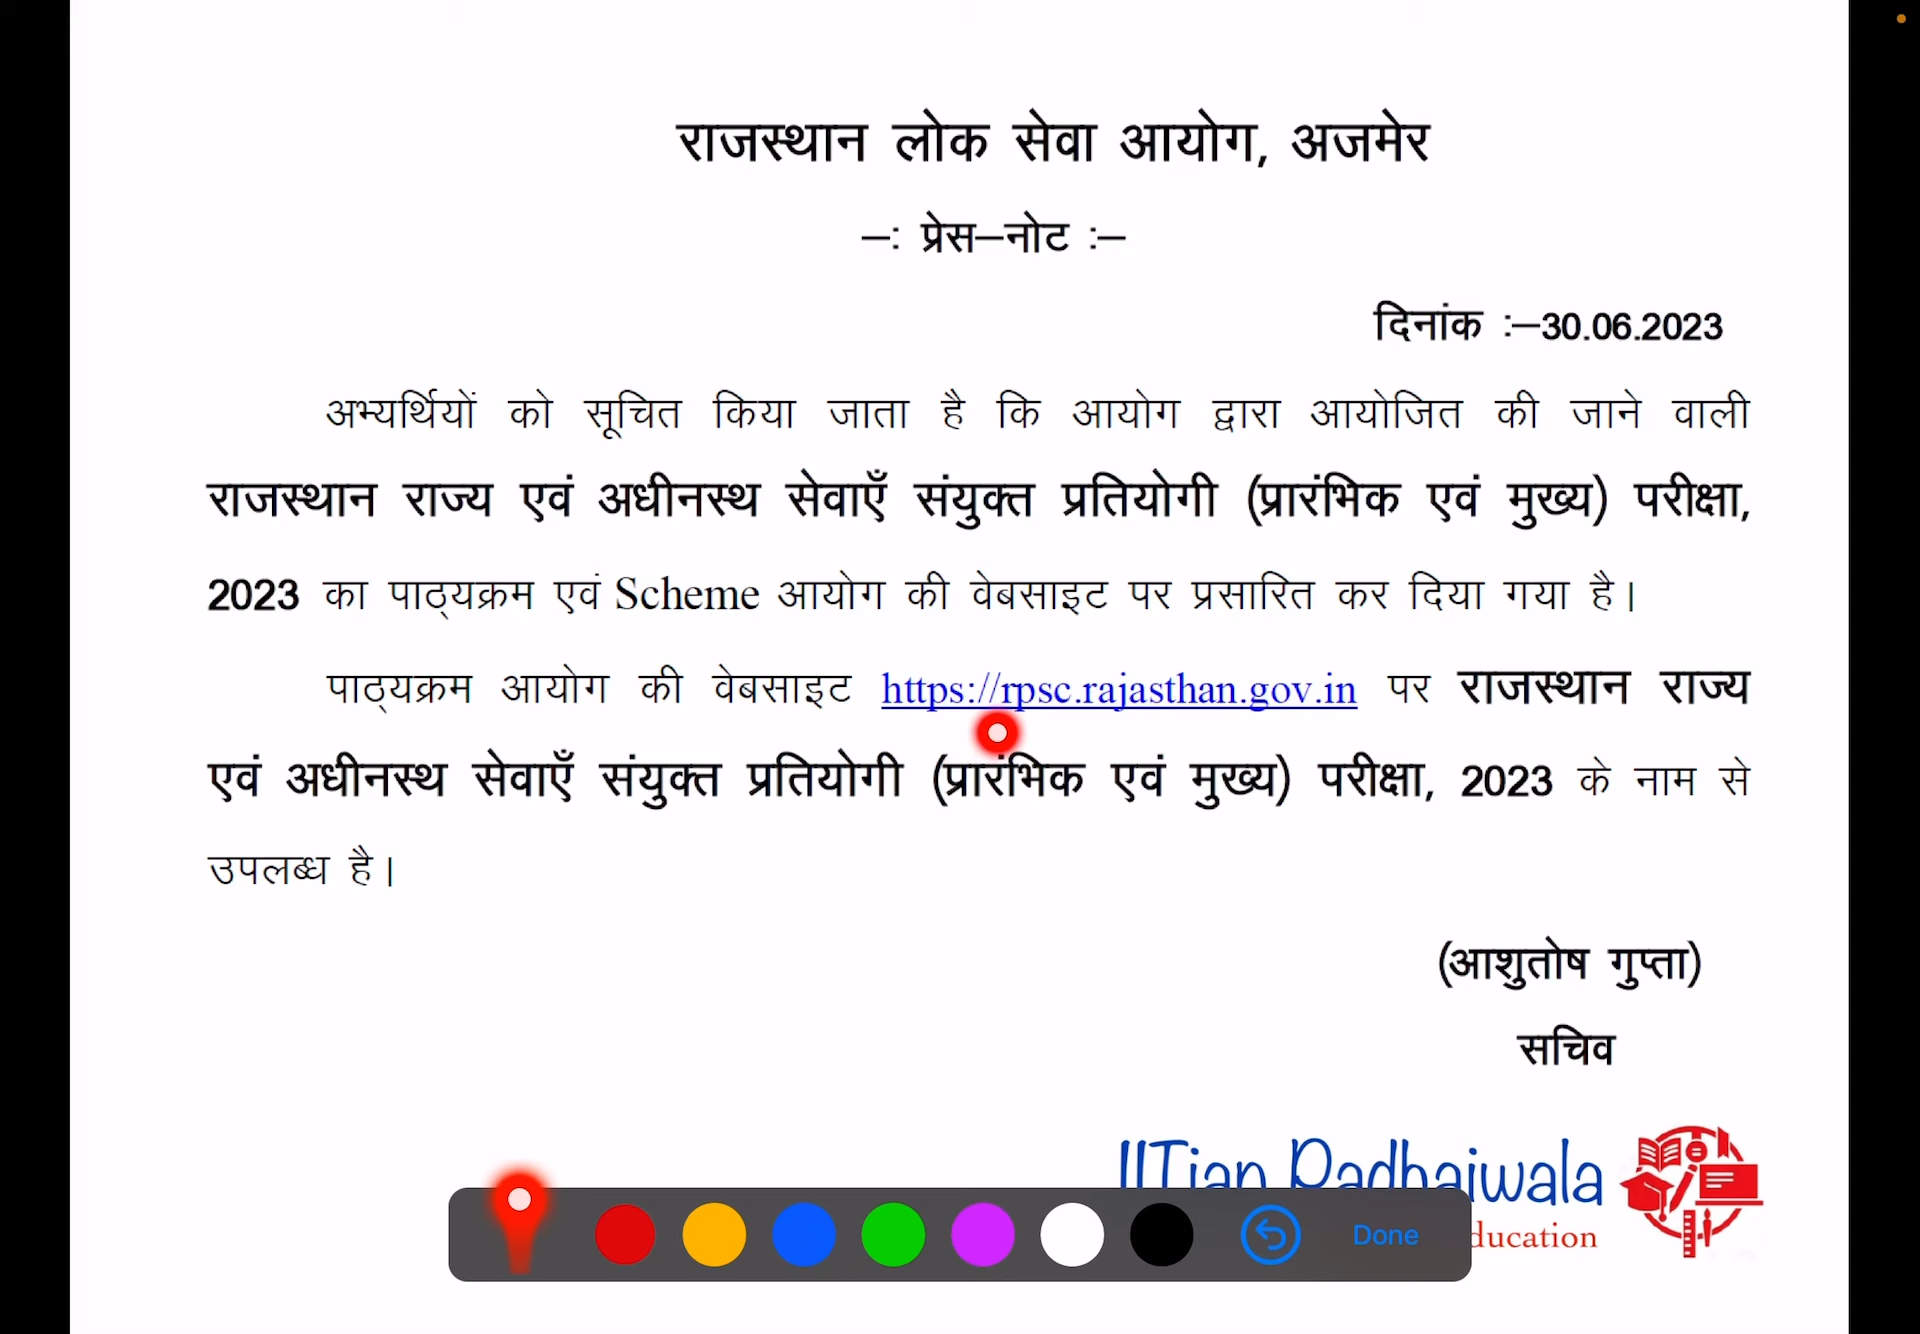 राजस्थान लोक सेवा आयोग, अजमेर
–: प्रेस–नोट :–
दिनांक :–30.06.2023
अभ्यर्थियों को सूचित किया जाता है कि आयोग द्वारा आयोजित की जाने वाली
राजस्थान राज्य एवं अधीनस्थ सेवाएँ संयुक्त प्रतियोगी (प्रारंभिक एवं मुख्य) परीक्षा,
2023 का पाठ्यक्रम एवं Scheme आयोग की वेबसाइट पर प्रसारित कर दिया गया है।
पाठ्यक्रम आयोग की वेबसाइट https://rpsc.rajasthan.gov.in पर राजस्थान राज्य
एवं अधीनस्थ सेवाएँ संयुक्त प्रतियोगी (प्रारंभिक एवं मुख्य) परीक्षा, 2023 के नाम से
उपलब्ध है।
(आशुतोष गुप्ता)
सचिव
IITian Padhaiwala
Done